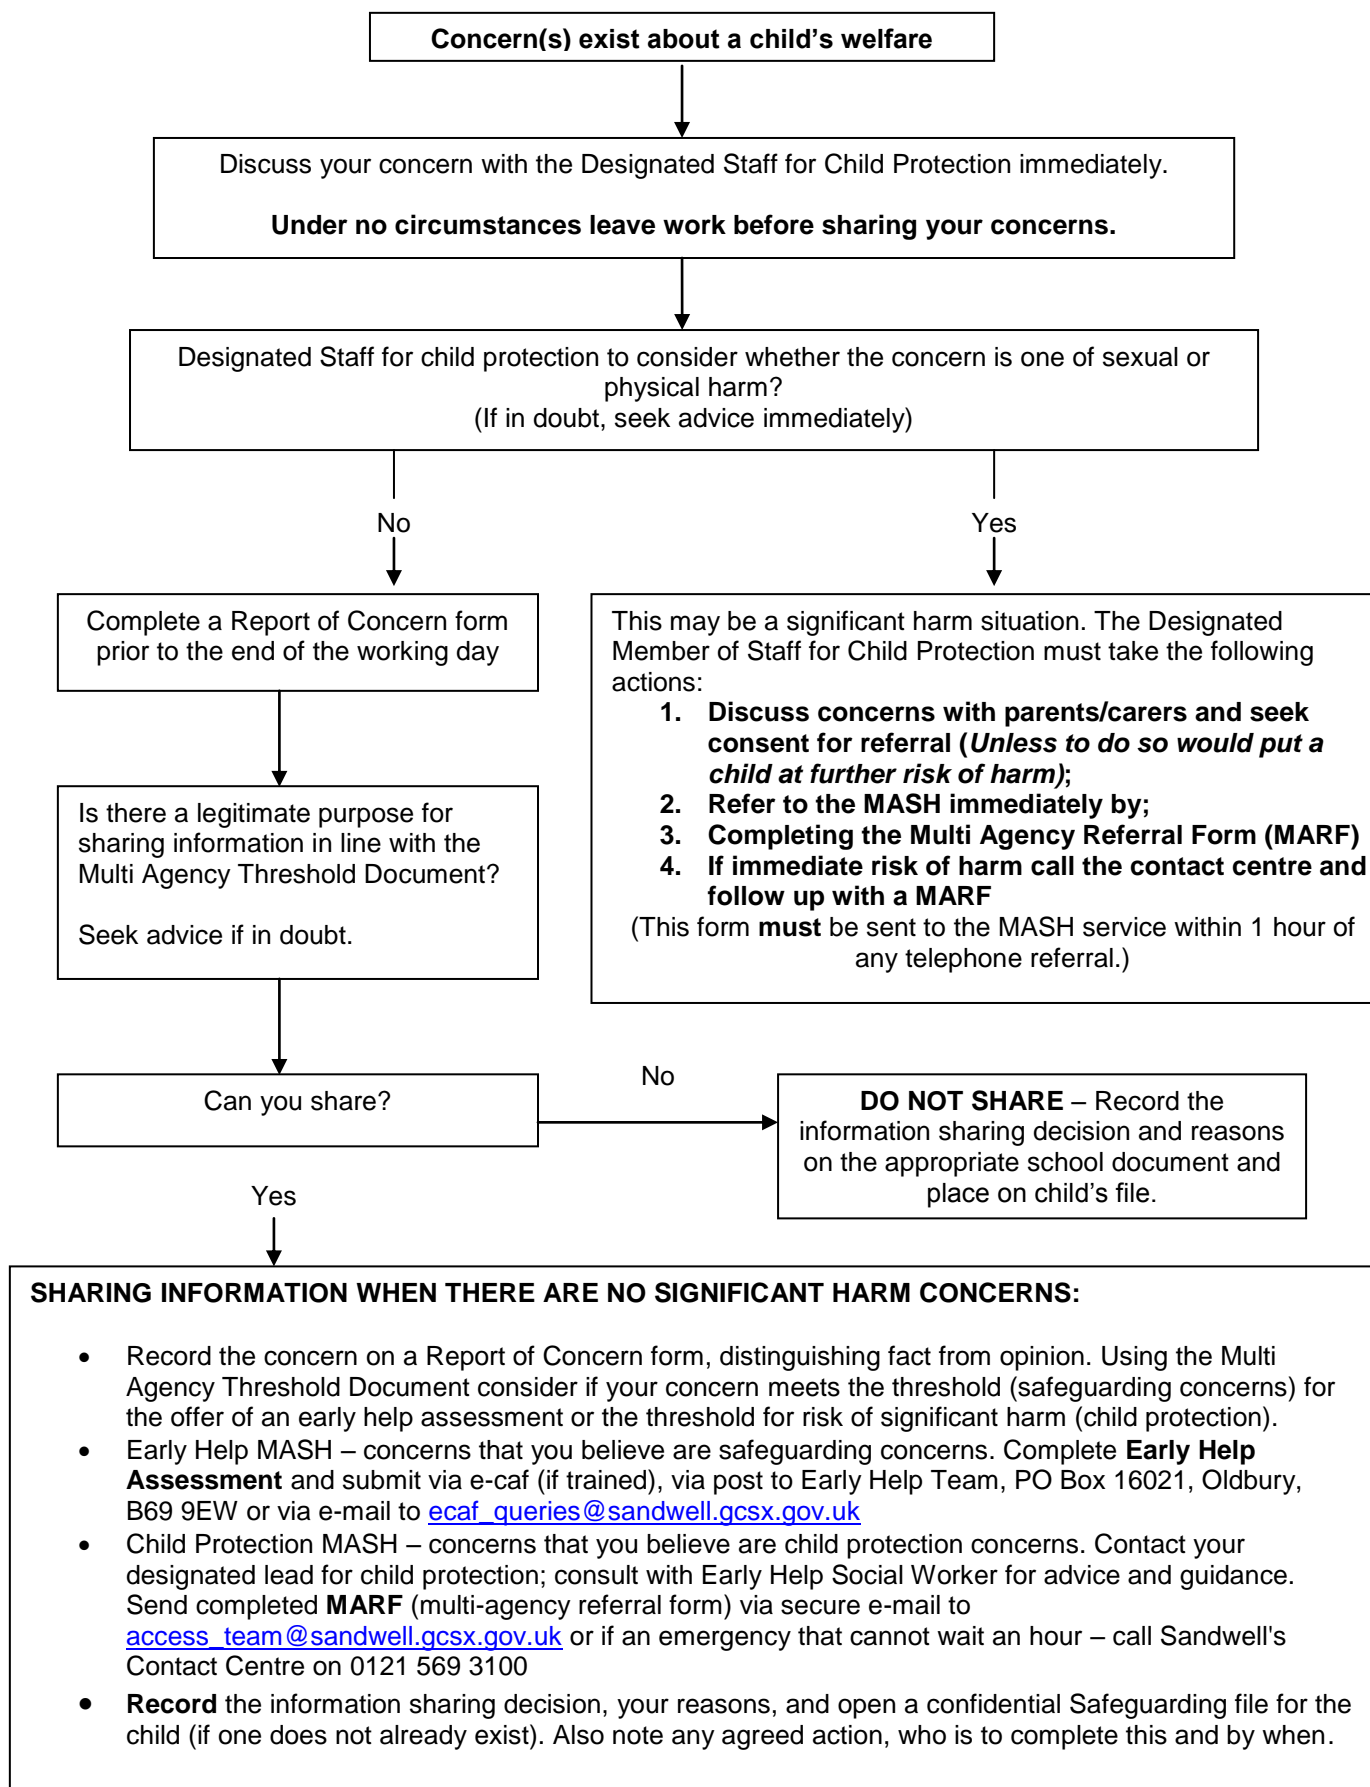 Concern(s) exist about a child's welfare
Discuss your concern with the Designated Staff for Child Protection immediately.
Under no circumstances leave work before sharing your concerns.
Designated Staff for child protection to consider whether the concern is one of sexual or
physical harm?
(If in doubt, seek advice immediately)
No
Yes
Complete a Report of Concern form
prior to the end of the working day
Is there a legitimate purpose for
sharing information in line with the
Multi Agency Threshold Document?
Seek advice if in doubt.
This may be a significant harm situation. The Designated
Member of Staff for Child Protection must take the following
actions:
1. Discuss concerns with parents/carers and seek
consent for referral (Unless to do so would put a
child at further risk of harm);
2. Refer to the MASH immediately by;
3. Completing the Multi Agency Referral Form (MARF)
4. If immediate risk of harm call the contact centre and
follow up with a MARF
(This form must be sent to the MASH service within 1 hour of
any telephone referral.)
Can you share?
No
DO NOT SHARE – Record the
information sharing decision and reasons
on the appropriate school document and
place on child's file.
Yes
SHARING INFORMATION WHEN THERE ARE NO SIGNIFICANT HARM CONCERNS:
• Record the concern on a Report of Concern form, distinguishing fact from opinion. Using the Multi
Agency Threshold Document consider if your concern meets the threshold (safeguarding concerns) for
the offer of an early help assessment or the threshold for risk of significant harm (child protection).
• Early Help MASH – concerns that you believe are safeguarding concerns. Complete Early Help
Assessment and submit via e-caf (if trained), via post to Early Help Team, PO Box 16021, Oldbury,
B69 9EW or via e-mail to ecaf_queries@sandwell.gcsx.gov.uk
• Child Protection MASH – concerns that you believe are child protection concerns. Contact your
designated lead for child protection; consult with Early Help Social Worker for advice and guidance.
Send completed MARF (multi-agency referral form) via secure e-mail to
access_team@sandwell.gcsx.gov.uk or if an emergency that cannot wait an hour – call Sandwell's
Contact Centre on 0121 569 3100
• Record the information sharing decision, your reasons, and open a confidential Safeguarding file for the
child (if one does not already exist). Also note any agreed action, who is to complete this and by when.